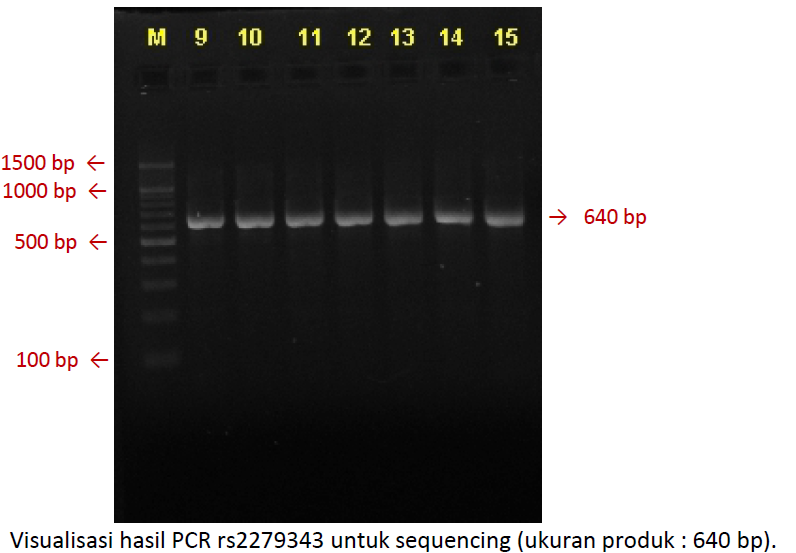 M 9 10 11 12 13 14 15
1500 bp ←
1000 bp ←
→ 640 bp
500 bp ←
100 bp ←
Visualisasi hasil PCR rs2279343 untuk sequencing (ukuran produk : 640 bp).